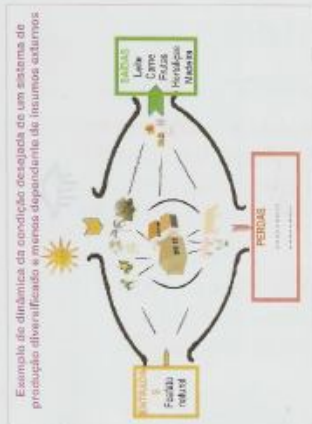 Exemplo de dinâmica da condição desejada de um sistema de
produção diversificado e menos dependente de insumos externos
ENTRADAS
Fosfato
natural
SAÍDAS
Leite
Carne
Frutas
Hortaliças
Madeira
PERDAS